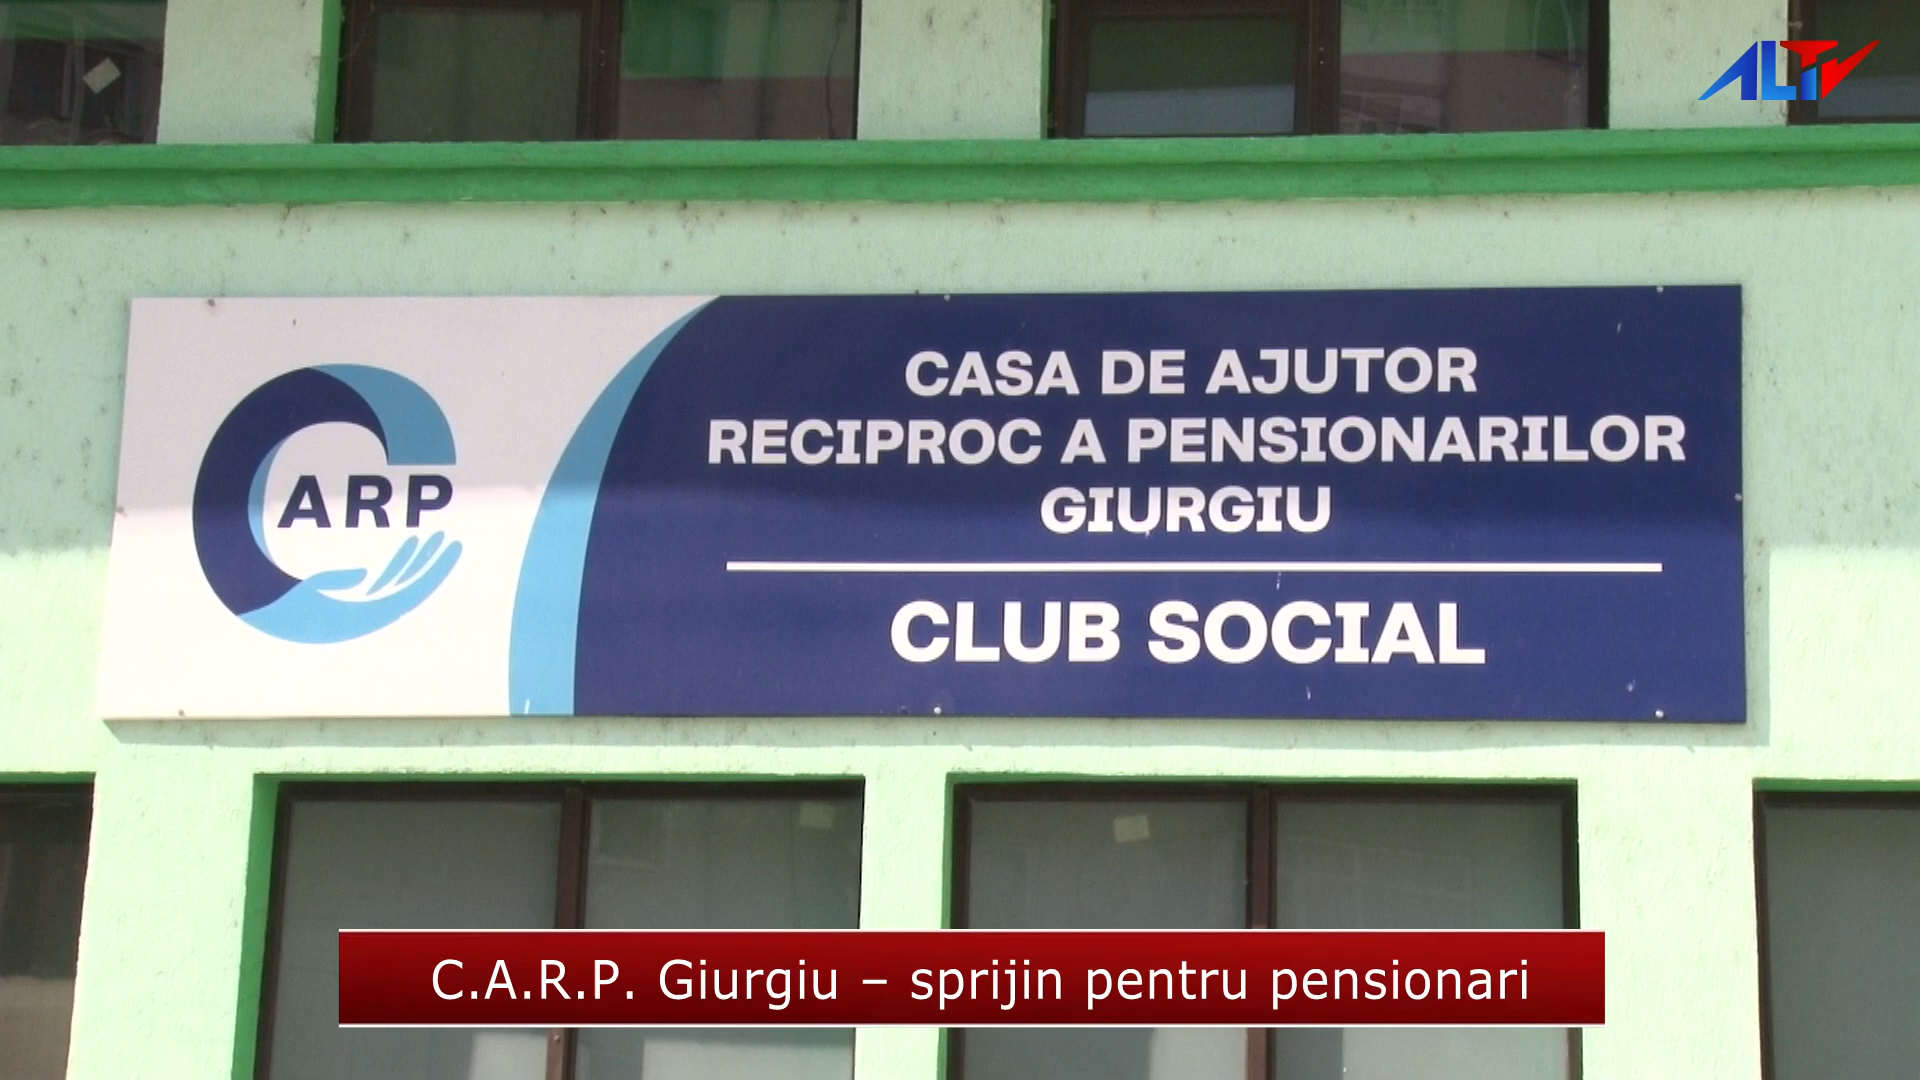 ALTV
CASA DE AJUTOR
RECIPROC A PENSIONARILOR
GIURGIU
CARP
CLUB SOCIAL
C.A.R.P. Giurgiu – sprijin pentru pensionari